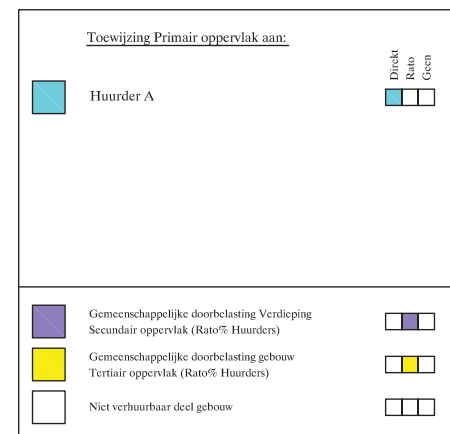 Toewijzing Primair oppervlak aan:
Direkt
Rato
Geen
Huurder A
Gemeenschappelijke doorbelasting Verdieping
Secundair oppervlak (Rato% Huurders)
Gemeenschappelijke doorbelasting gebouw
Tertiair oppervlak (Rato% Huurders)
Niet verhuurbaar deel gebouw